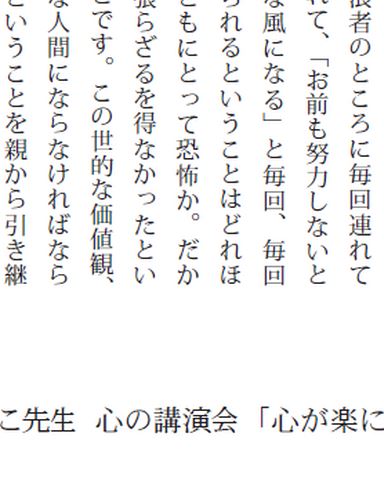 張者のところに毎回連れて
れて、「お前も努力しないと
な風になる」と毎回、毎回
られるということはどれほ
どもにとって恐怖か。だか
張らざるを得なかったとい
とです。この世的な価値観、
な人間にならなければなら
ということを親から引き継
こ先生 心の講演会「心が楽に